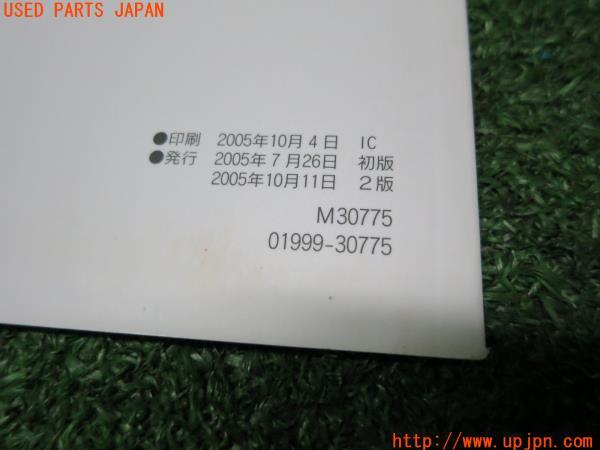 USED PARTS JAPAN
●印刷 2005年10月4日 IC
●発行 2005年7月26日 初版
2005年10月11日 2版
M30775
01999-30775
http://www.upjpn.com/